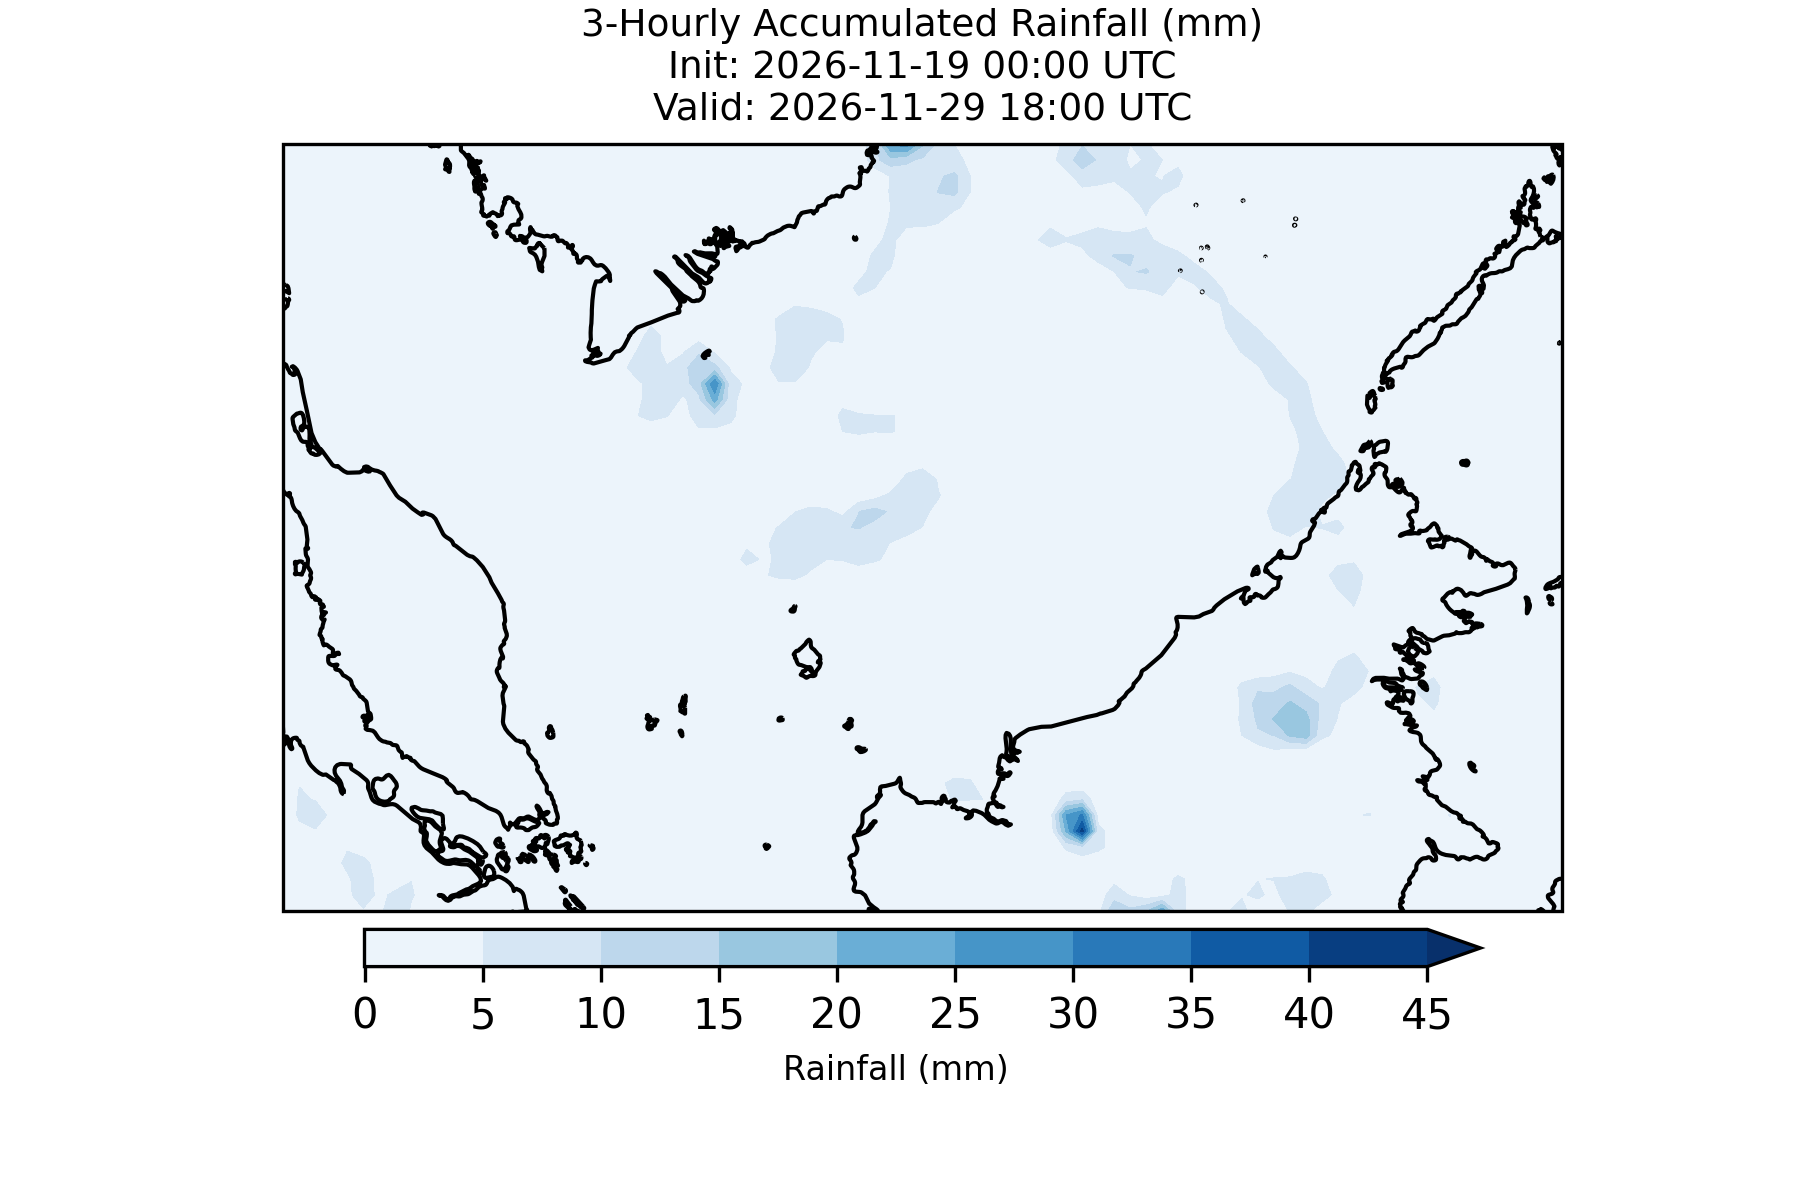 3-Hourly Accumulated Rainfall (mm)
Init: 2026-11-19 00:00 UTC
Valid: 2026-11-29 18:00 UTC
0 5 10 15 20 25 30 35 40 45
Rainfall (mm)